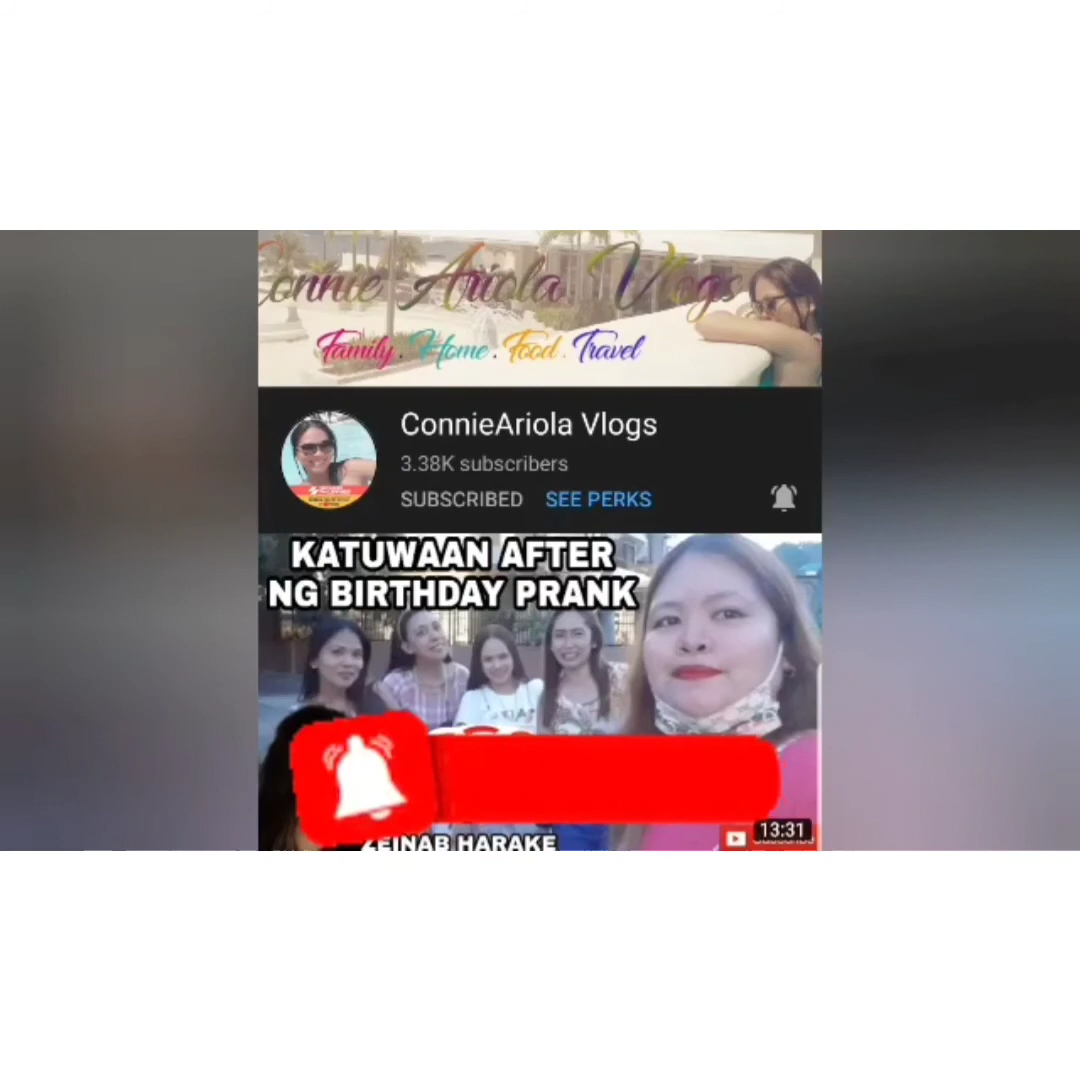 Connie Ariola Vlogs
Family . Home . Food . Travel
ConnieAriola Vlogs
3.38K subscribers
SUBSCRIBED SEE PERKS
KATUWAAN AFTER
NG BIRTHDAY PRANK
13:31
ZEINAB HARAKE